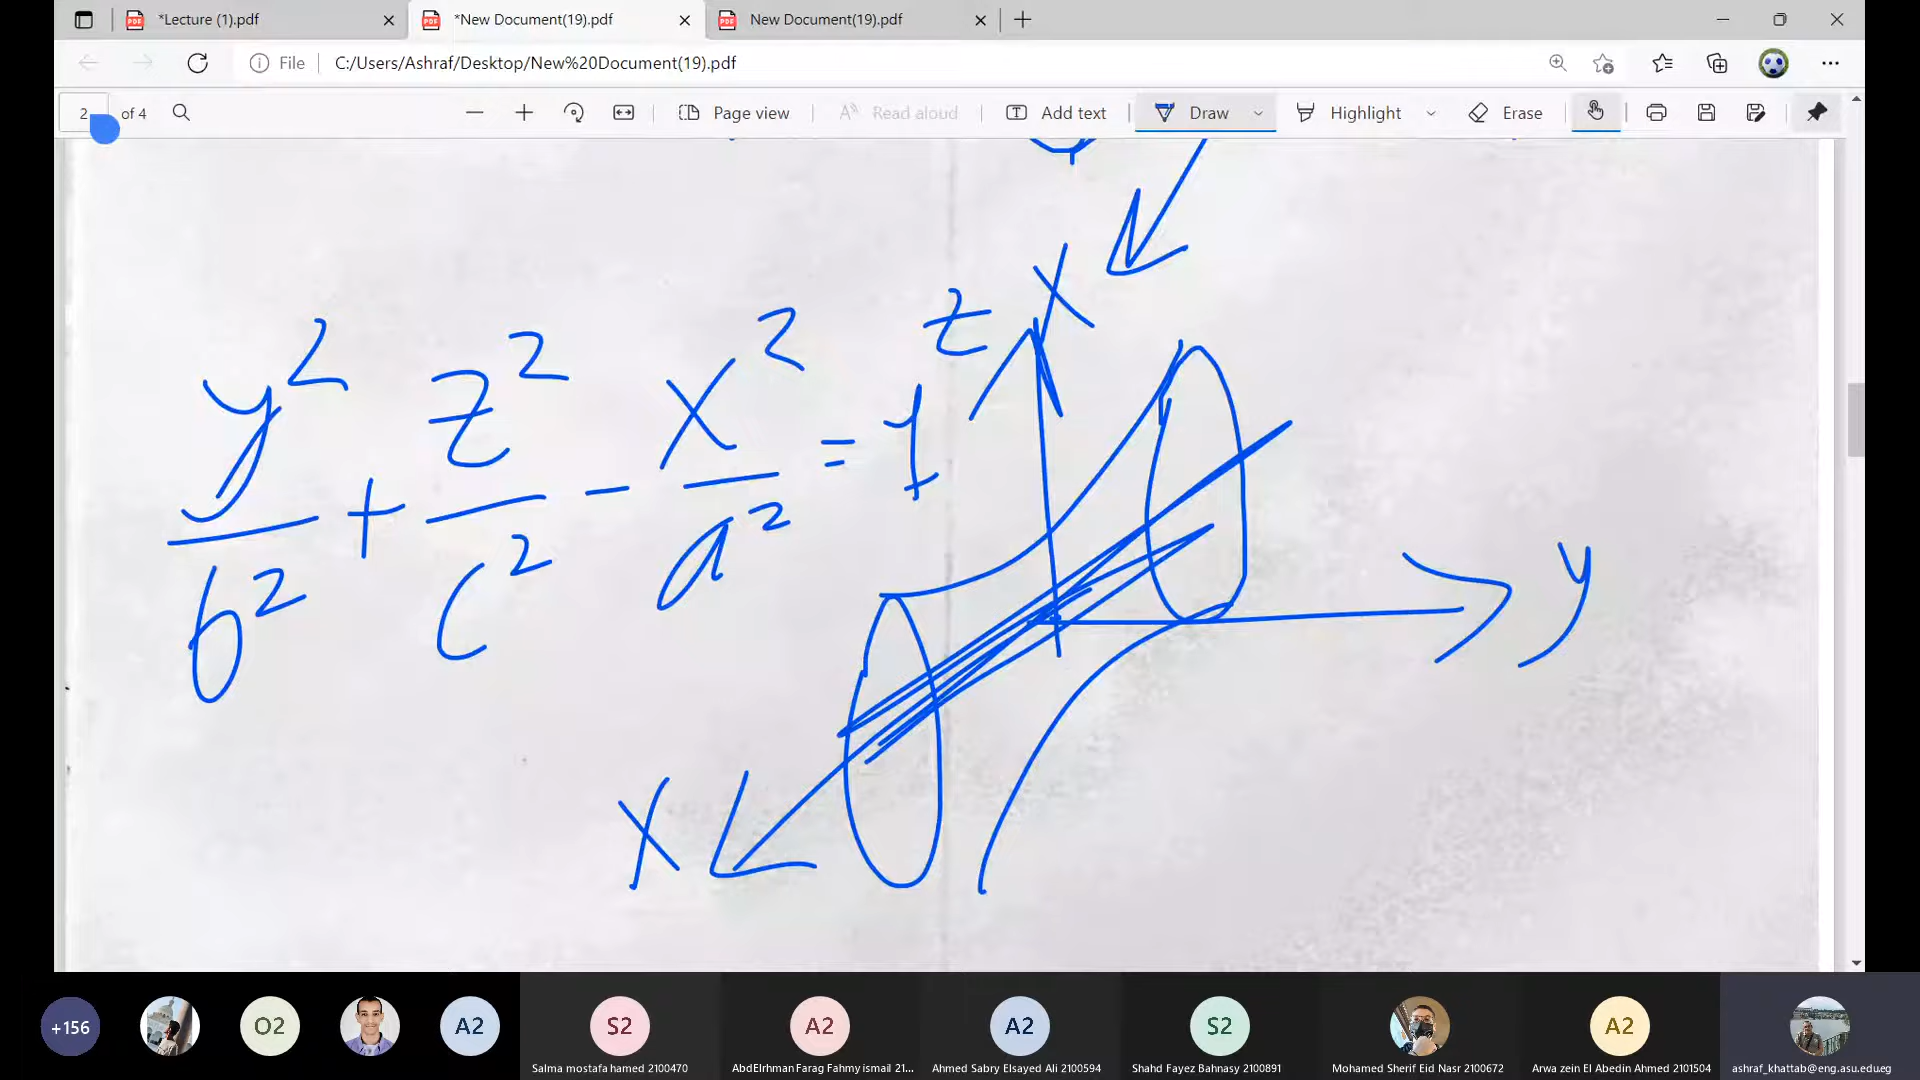 *Lecture (1).pdf
*New Document(19).pdf
New Document(19).pdf
File
C:/Users/Ashraf/Desktop/New%20Document(19).pdf
2 of 4
Page view
Read aloud
Add text
Draw
Highlight
Erase
y²/b² + z²/c² - x²/a² = 1
z
X
y
X
+156
O2
A2
S2
A2
A2
S2
A2
Salma mostafa hamed 2100470
AbdElrhman Farag Fahmy ismail 21...
Ahmed Sabry Elsayed Ali 2100594
Shahd Fayez Bahnasy 2100891
Mohamed Sherif Eid Nasr 2100672
Arwa zein El Abedin Ahmed 2101504
ashraf_khattab@eng.asu.edu.eg